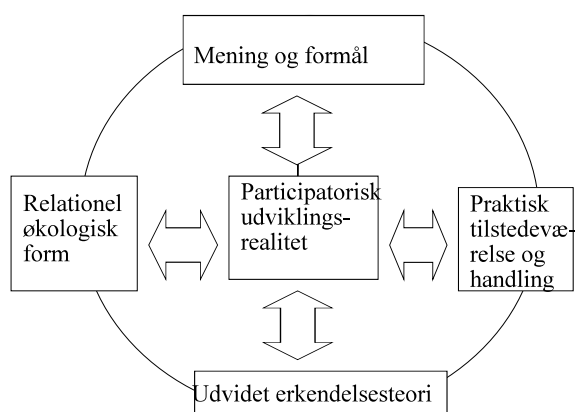 Mening og formål
Relationel
økologisk
form
Participatorisk
udviklings-
realitet
Praktisk
tilstedevæ-
relse og
handling
Udvidet erkendelsesteori